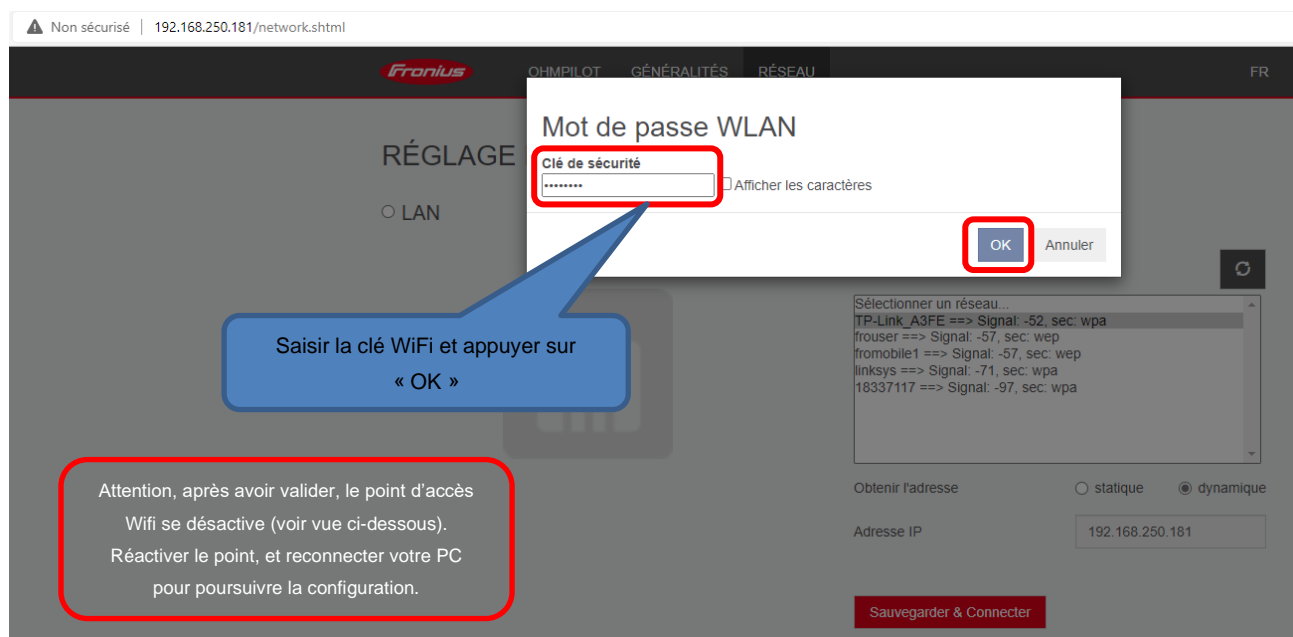 Non sécurisé | 192.168.250.181/network.shtml
Fronius OHMPILOT GÉNÉRALITÉS RÉSEAU FR
Mot de passe WLAN
RÉGLAGE
Clé de sécurité
•••••••• Afficher les caractères
LAN
OK Annuler
Sélectionner un réseau...
TP-Link_A3FE ==> Signal: -52, sec: wpa
frouser ==> Signal: -57, sec: wep
fromobile1 ==> Signal: -57, sec: wep
linksys ==> Signal: -71, sec: wpa
18337117 ==> Signal: -97, sec: wpa
Saisir la clé WiFi et appuyer sur
« OK »
Attention, après avoir valider, le point d’accès
Wifi se désactive (voir vue ci-dessous).
Réactiver le point, et reconnecter votre PC
pour poursuivre la configuration.
Obtenir l'adresse statique dynamique
Adresse IP 192.168.250.181
Sauvegarder & Connecter